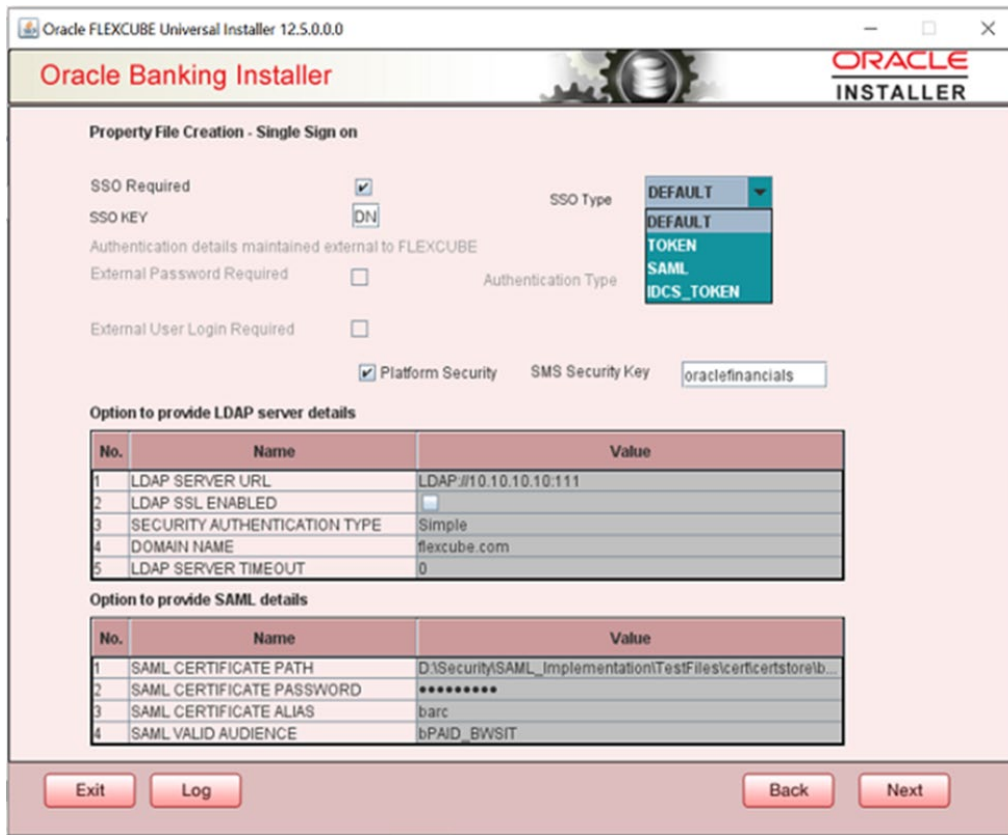 Oracle FLEXCUBE Universal Installer 12.5.0.0.0
Oracle Banking Installer
ORACLE
INSTALLER
Property File Creation - Single Sign on
SSO Required
SSO Type
DEFAULT
SSO KEY
DN
DEFAULT
TOKEN
SAML
IDCS_TOKEN
Authentication details maintained external to FLEXCUBE
External Password Required
Authentication Type
External User Login Required
Platform Security
SMS Security Key
oraclefinancials
Option to provide LDAP server details
No. Name Value
1 LDAP SERVER URL LDAP://10.10.10.10:111
2 LDAP SSL ENABLED
3 SECURITY AUTHENTICATION TYPE Simple
4 DOMAIN NAME flexcube.com
5 LDAP SERVER TIMEOUT 0
Option to provide SAML details
No. Name Value
1 SAML CERTIFICATE PATH D:\Security\SAML_Implementation\TestFiles\cert\certstore\b...
2 SAML CERTIFICATE PASSWORD •••••••••
3 SAML CERTIFICATE ALIAS barc
4 SAML VALID AUDIENCE bPAID_BWSIT
Exit
Log
Back
Next